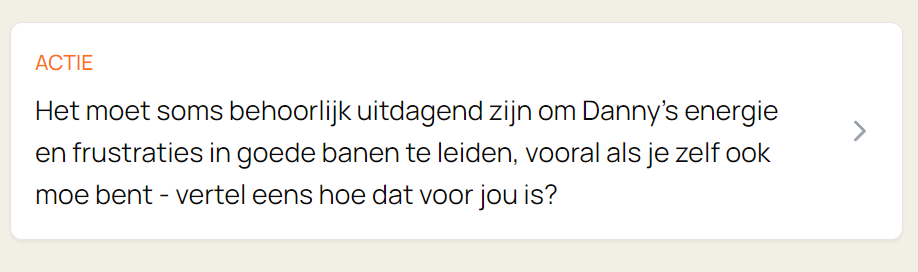 ACTIE
Het moet soms behoorlijk uitdagend zijn om Danny's energie
en frustraties in goede banen te leiden, vooral als je zelf ook
moe bent - vertel eens hoe dat voor jou is?